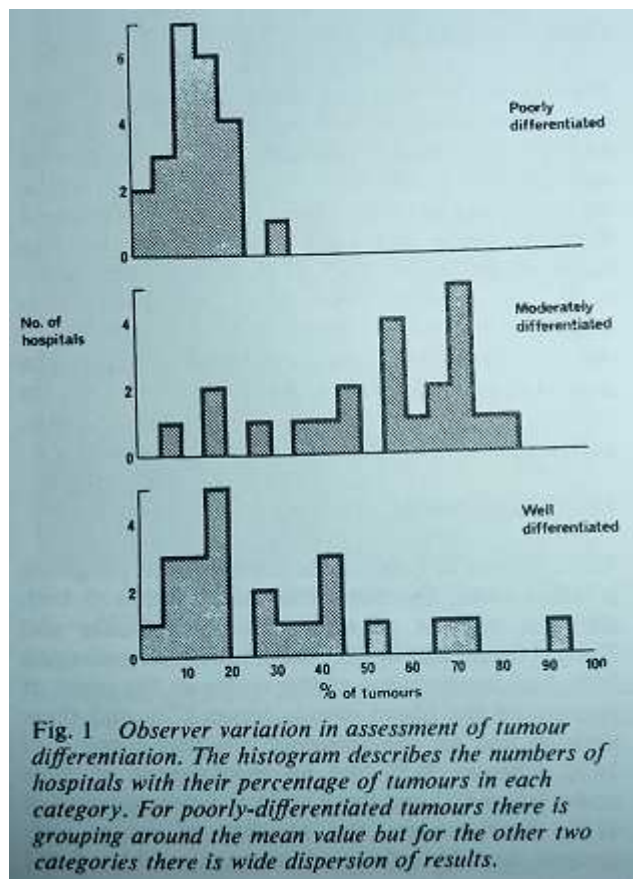 6
4
2
0
Poorly
differentiated
No. of
hospitals
4
2
0
Moderately
differentiated
4
2
0
Well
differentiated
10 20 30 40 50 60 70 80 90 100
% of tumours
Fig. 1 Observer variation in assessment of tumour
differentiation. The histogram describes the numbers of
hospitals with their percentage of tumours in each
category. For poorly-differentiated tumours there is
grouping around the mean value but for the other two
categories there is wide dispersion of results.